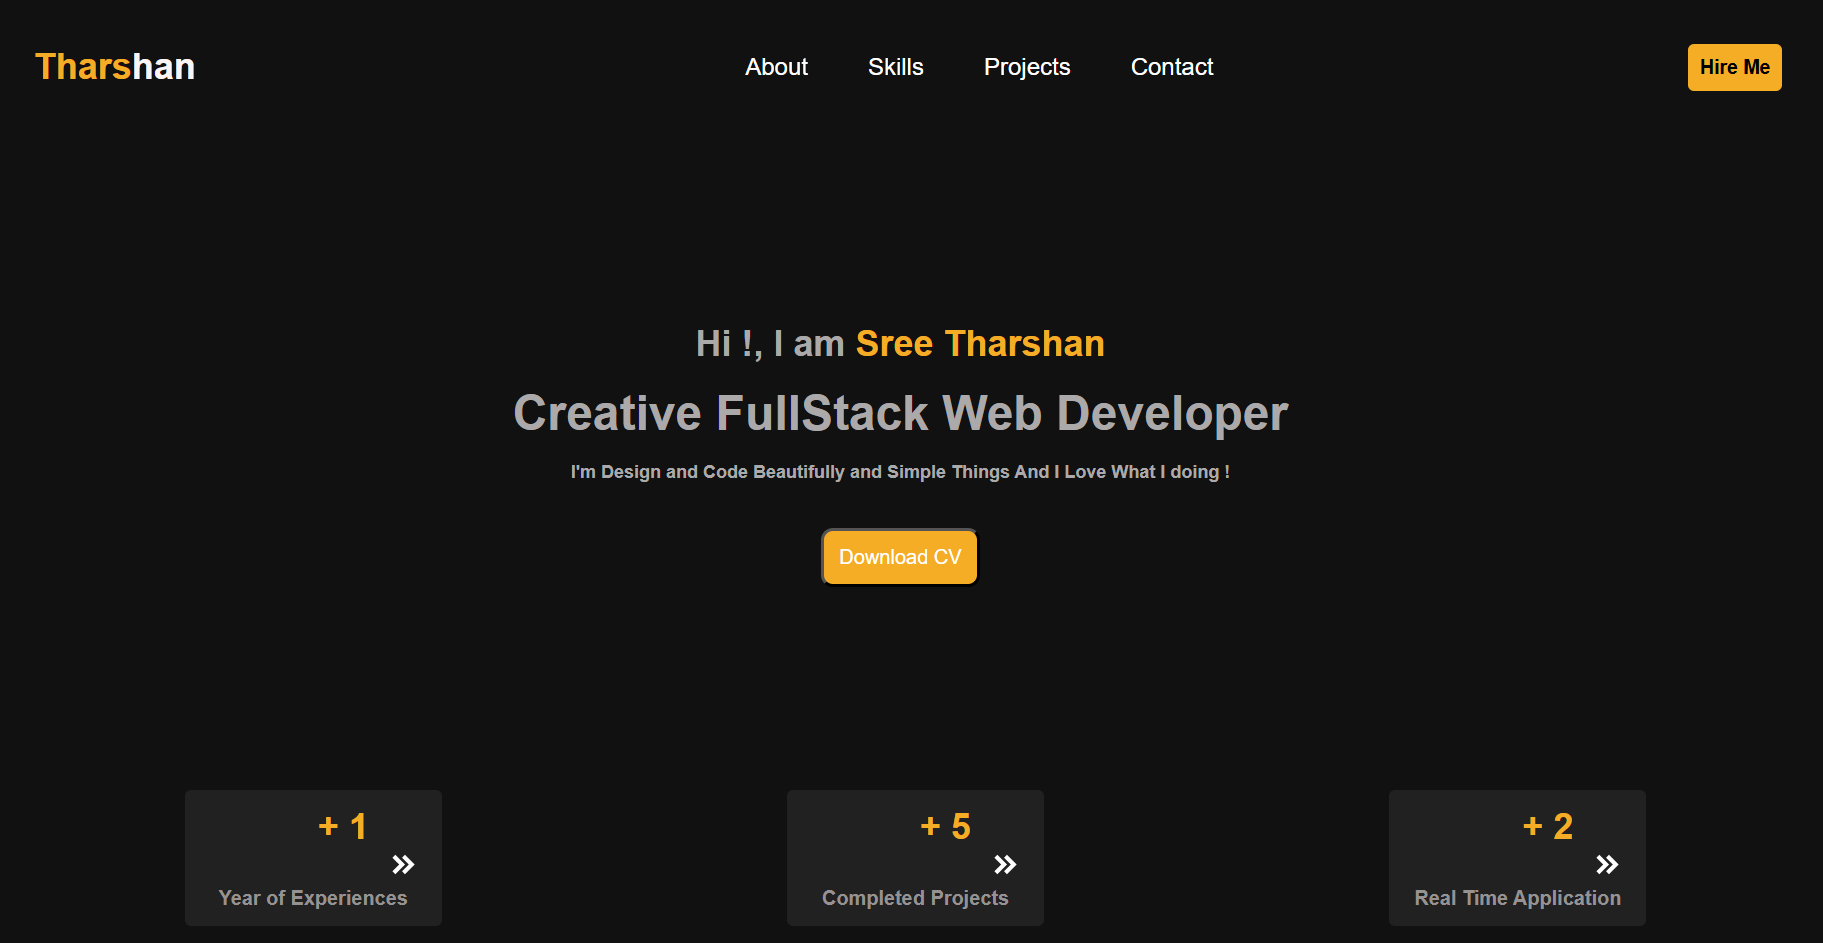 Tharshan
About Skills Projects Contact
Hire Me
Hi !, I am Sree Tharshan
Creative FullStack Web Developer
I'm Design and Code Beautifully and Simple Things And I Love What I doing !
Download CV
+ 1
Year of Experiences
+ 5
Completed Projects
+ 2
Real Time Application